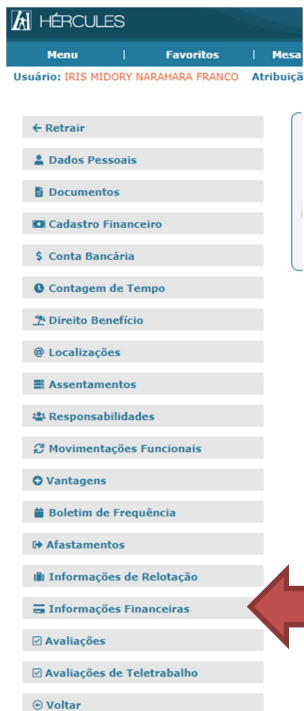 HÉRCULES
Menu | Favoritos | Mesa
Usuário: IRIS MIDORY NARAHARA FRANCO Atribuiçã
← Retrair
Dados Pessoais
Documentos
Cadastro Financeiro
$ Conta Bancária
Contagem de Tempo
Direito Benefício
@ Localizações
Assentamentos
Responsabilidades
Movimentações Funcionais
Vantagens
Boletim de Frequência
Afastamentos
Informações de Relotação
Informações Financeiras
Avaliações
Avaliações de Teletrabalho
Voltar